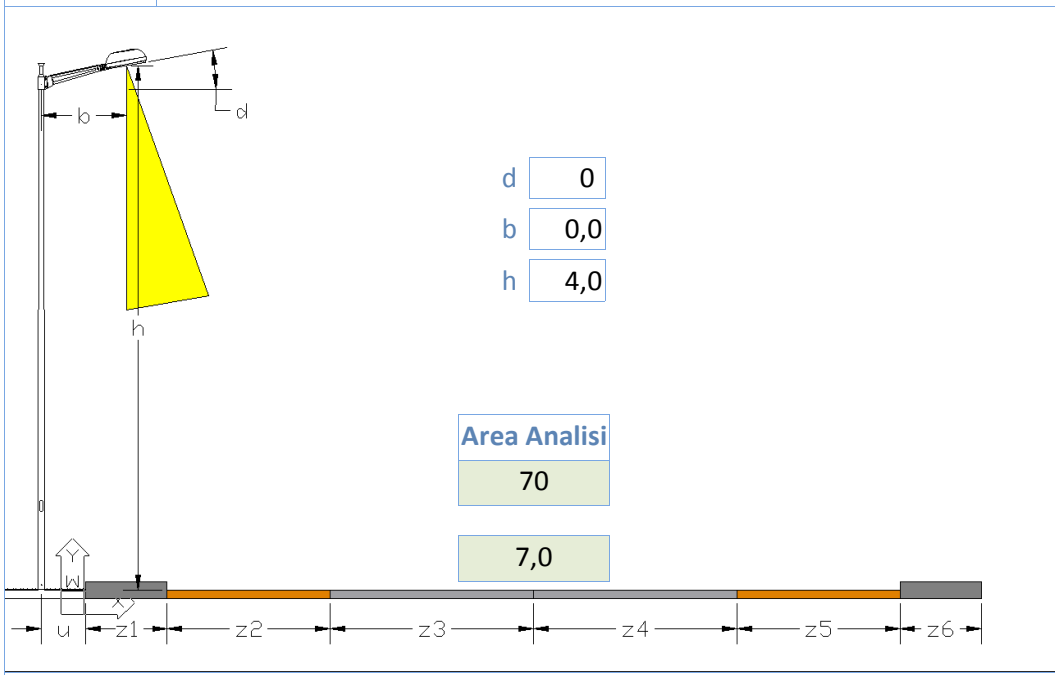 d
b
d 0
b 0,0
h 4,0
h
Area Analisi
70
7,0
Y
W
X
u z1 z2 z3 z4 z5 z6